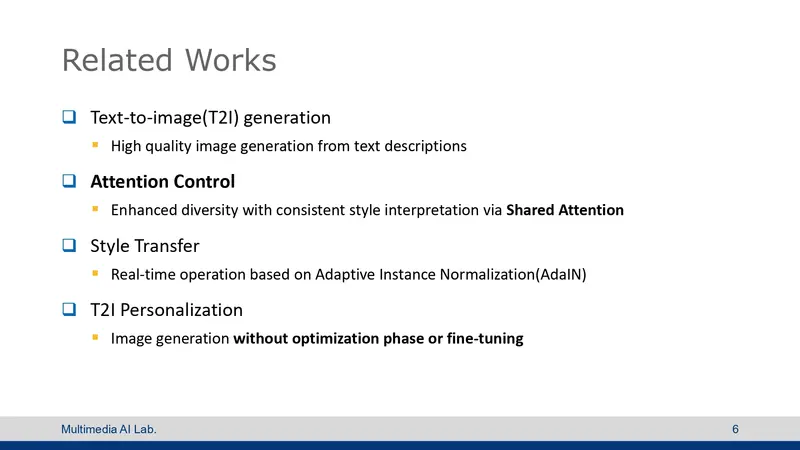 Related Works
Text-to-image(T2I) generation
High quality image generation from text descriptions
Attention Control
Enhanced diversity with consistent style interpretation via Shared Attention
Style Transfer
Real-time operation based on Adaptive Instance Normalization(AdaIN)
T2I Personalization
Image generation without optimization phase or fine-tuning
Multimedia AI Lab.
6